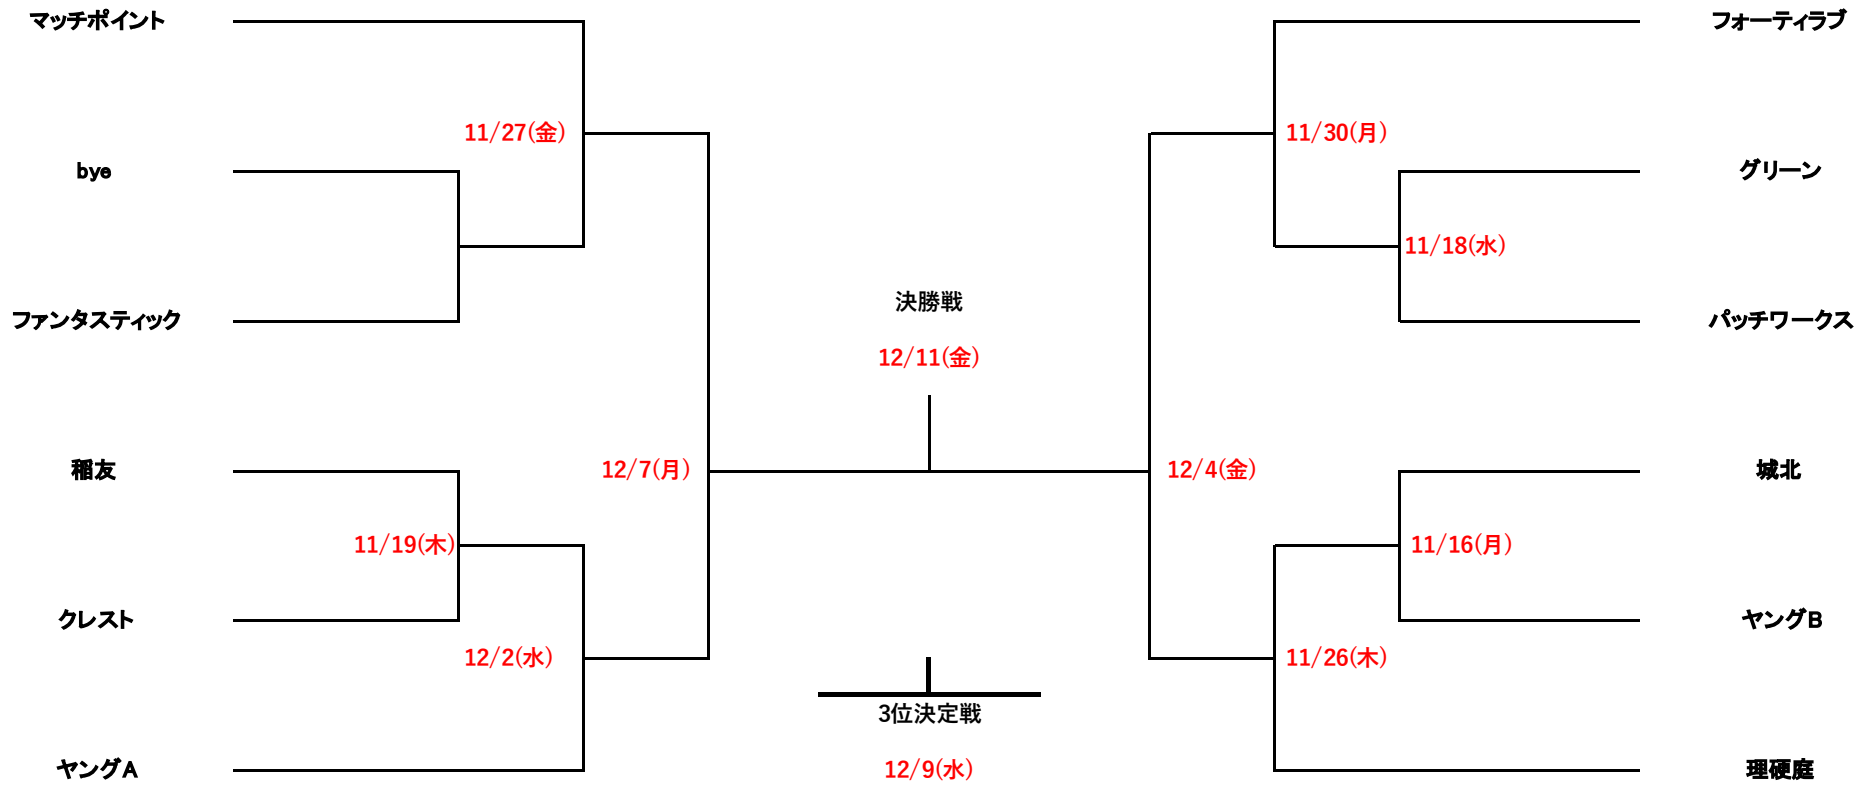 マッチポイント
フォーティラブ
11/27(金)
11/30(月)
bye
グリーン
11/18(水)
決勝戦
ファンタスティック
パッチワークス
12/11(金)
稲友
12/7(月)
12/4(金)
城北
11/19(木)
11/16(月)
クレスト
ヤングB
12/2(水)
11/26(木)
3位決定戦
ヤングA
12/9(水)
理硬庭